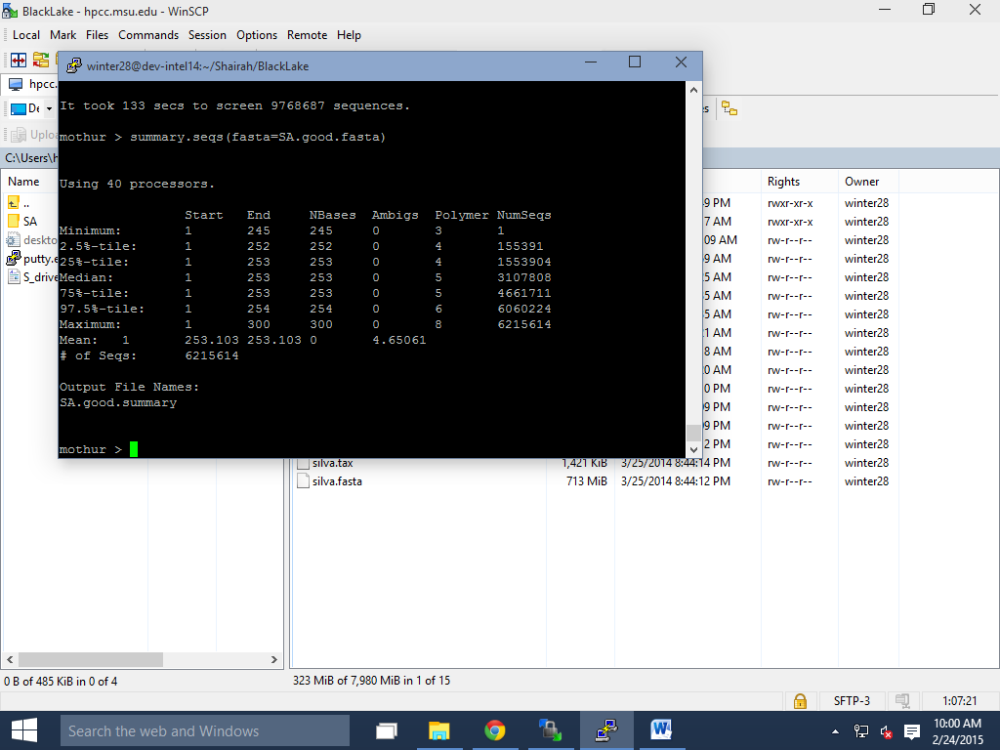 BlackLake - hpcc.msu.edu - WinSCP
Local Mark Files Commands Session Options Remote Help
winter28@dev-intel14:~/Shairah/BlackLake
It took 133 secs to screen 9768687 sequences.
mothur > summary.seqs(fasta=SA.good.fasta)
Using 40 processors.
Start End NBases Ambigs Polymer NumSeqs
Minimum: 1 245 245 0 3 1
2.5%-tile: 1 252 252 0 4 155391
25%-tile: 1 253 253 0 4 1553904
Median: 1 253 253 0 5 3107808
75%-tile: 1 253 253 0 5 4661711
97.5%-tile: 1 254 254 0 6 6060224
Maximum: 1 300 300 0 8 6215614
Mean: 1 253.103 253.103 0 4.65061
# of Seqs: 6215614
Output File Names:
SA.good.summary
mothur >
hpcc.
De
Uploa
C:\Users\h
Name
..
SA
deskto
putty.e
S_drive
Rights Owner
9 PM rwxr-xr-x winter28
7 AM rwxr-xr-x winter28
09 AM rw-r--r-- winter28
9 AM rw-r--r-- winter28
5 AM rw-r--r-- winter28
5 AM rw-r--r-- winter28
5 AM rw-r--r-- winter28
1 AM rw-r--r-- winter28
8 AM rw-r--r-- winter28
0 AM rw-r--r-- winter28
0 PM rw-r--r-- winter28
9 PM rw-r--r-- winter28
9 PM rw-r--r-- winter28
2 PM rw-r--r-- winter28
silva.tax 1,421 KiB 3/25/2014 8:44:14 PM rw-r--r-- winter28
silva.fasta 713 MiB 3/25/2014 8:44:12 PM rw-r--r-- winter28
0 B of 485 KiB in 0 of 4
323 MiB of 7,980 MiB in 1 of 15
SFTP-3 1:07:21
Search the web and Windows
10:00 AM
2/24/2015